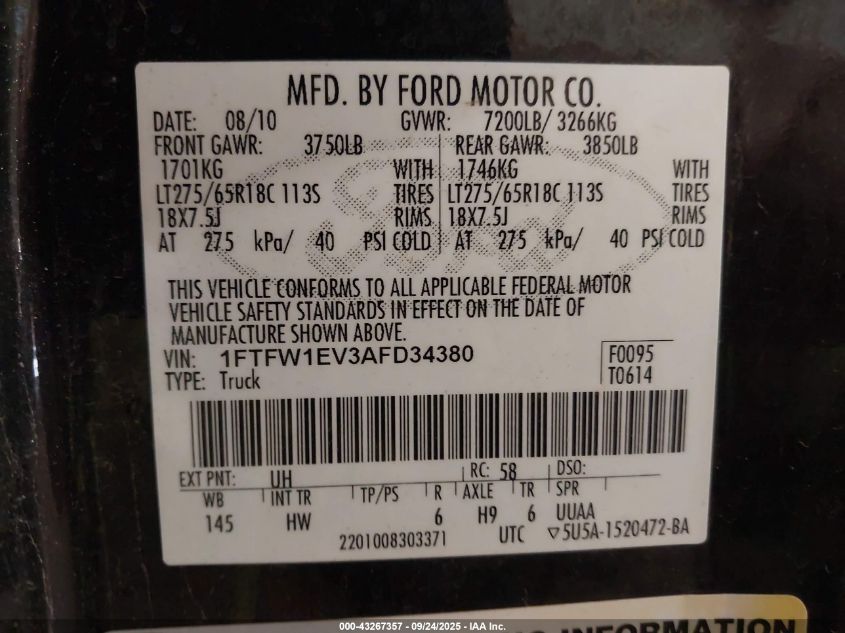 MFD. BY FORD MOTOR CO.
DATE: 08/10 GVWR: 7200LB/ 3266KG
FRONT GAWR: 3750LB REAR GAWR: 3850LB
1701KG WITH 1746KG WITH
LT275/65R18C 113S TIRES LT275/65R18C 113S TIRES
18X7.5J RIMS 18X7.5J RIMS
AT 275 kPa/ 40 PSI COLD AT 275 kPa/ 40 PSI COLD
THIS VEHICLE CONFORMS TO ALL APPLICABLE FEDERAL MOTOR
VEHICLE SAFETY STANDARDS IN EFFECT ON THE DATE OF
MANUFACTURE SHOWN ABOVE.
VIN: 1FTFW1EV3AFD34380 F0095
TYPE: Truck T0614
EXT PNT: UH RC: 58 DSO:
WB INT TR TP/PS R AXLE TR SPR
145 HW 6 H9 6 UUAA
2201008303371 UTC ▽5U5A-1520472-BA
INFORMATION
000-43267357 - 09/24/2025 - IAA Inc.